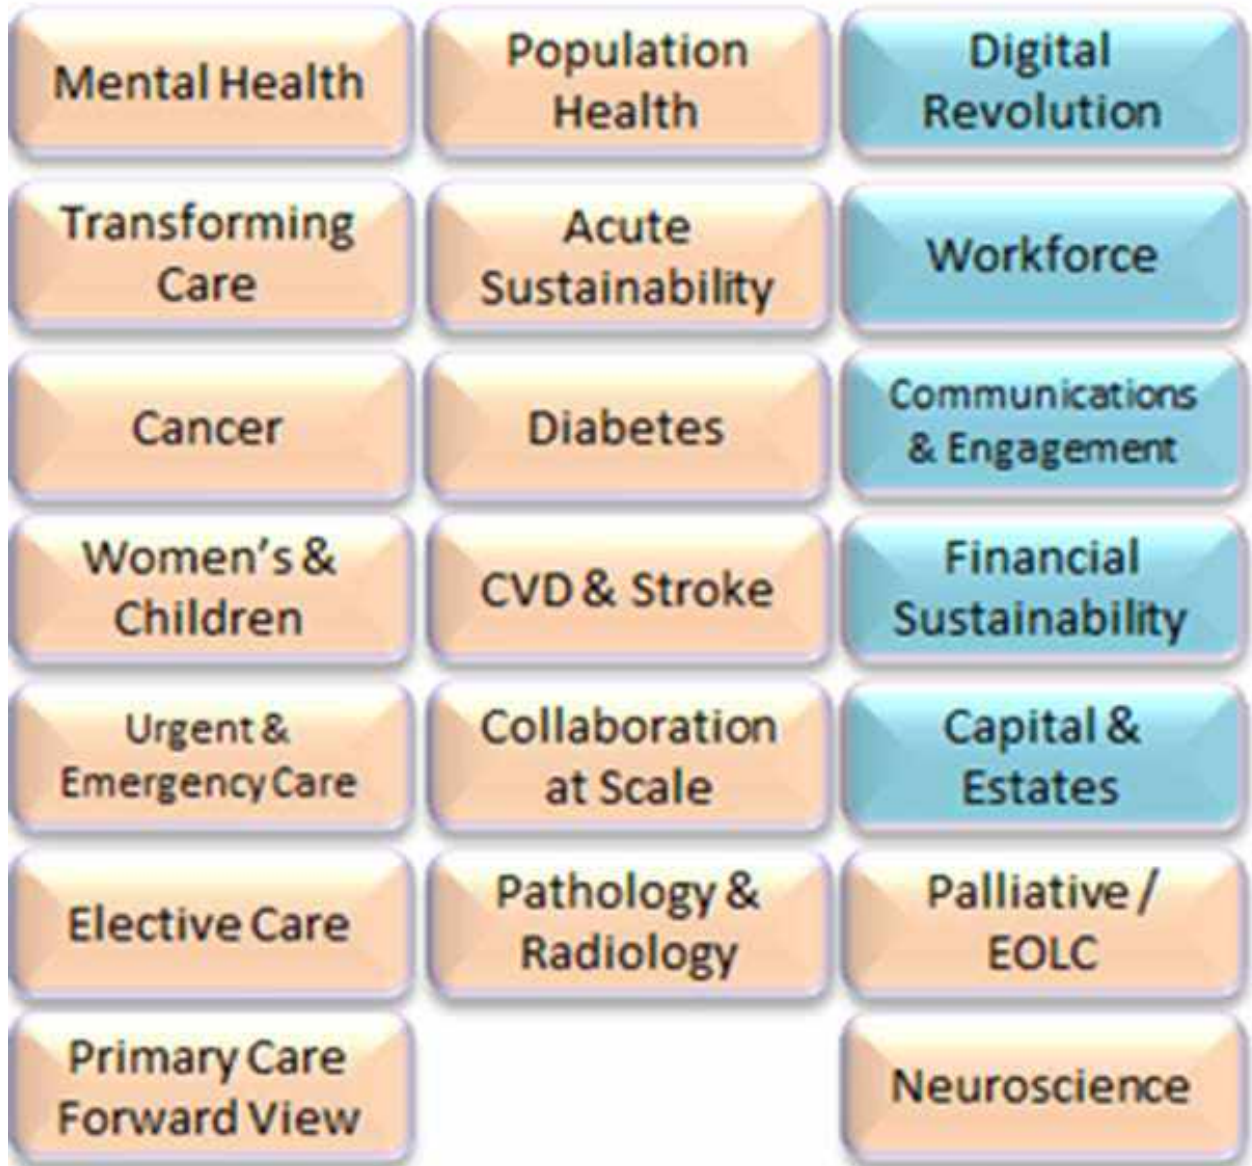 Mental Health
Population
Health
Digital
Revolution
Transforming
Care
Acute
Sustainability
Workforce
Cancer
Diabetes
Communications
& Engagement
Women's &
Children
CVD & Stroke
Financial
Sustainability
Urgent &
Emergency Care
Collaboration
at Scale
Capital &
Estates
Elective Care
Pathology &
Radiology
Palliative /
EOLC
Primary Care
Forward View
Neuroscience